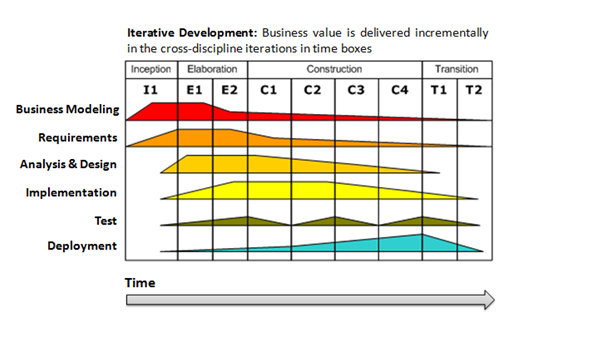 Iterative Development: Business value is delivered incrementally
in the cross-discipline iterations in time boxes
Inception Elaboration Construction Transition
I1 E1 E2 C1 C2 C3 C4 T1 T2
Business Modeling
Requirements
Analysis & Design
Implementation
Test
Deployment
Time